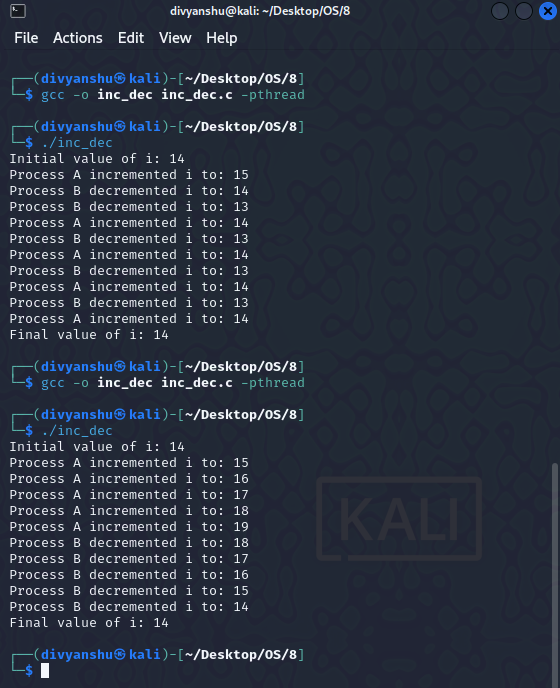 divyanshu@kali: ~/Desktop/OS/8
File Actions Edit View Help
┌──(divyanshu㉿kali)-[~/Desktop/OS/8]
└─$ gcc -o inc_dec inc_dec.c -pthread
┌──(divyanshu㉿kali)-[~/Desktop/OS/8]
└─$ ./inc_dec
Initial value of i: 14
Process A incremented i to: 15
Process B decremented i to: 14
Process B decremented i to: 13
Process A incremented i to: 14
Process B decremented i to: 13
Process A incremented i to: 14
Process B decremented i to: 13
Process A incremented i to: 14
Process B decremented i to: 13
Process A incremented i to: 14
Final value of i: 14
┌──(divyanshu㉿kali)-[~/Desktop/OS/8]
└─$ gcc -o inc_dec inc_dec.c -pthread
┌──(divyanshu㉿kali)-[~/Desktop/OS/8]
└─$ ./inc_dec
Initial value of i: 14
Process A incremented i to: 15
Process A incremented i to: 16
Process A incremented i to: 17
Process A incremented i to: 18
Process A incremented i to: 19
Process B decremented i to: 18
Process B decremented i to: 17
Process B decremented i to: 16
Process B decremented i to: 15
Process B decremented i to: 14
Final value of i: 14
┌──(divyanshu㉿kali)-[~/Desktop/OS/8]
└─$
KALI